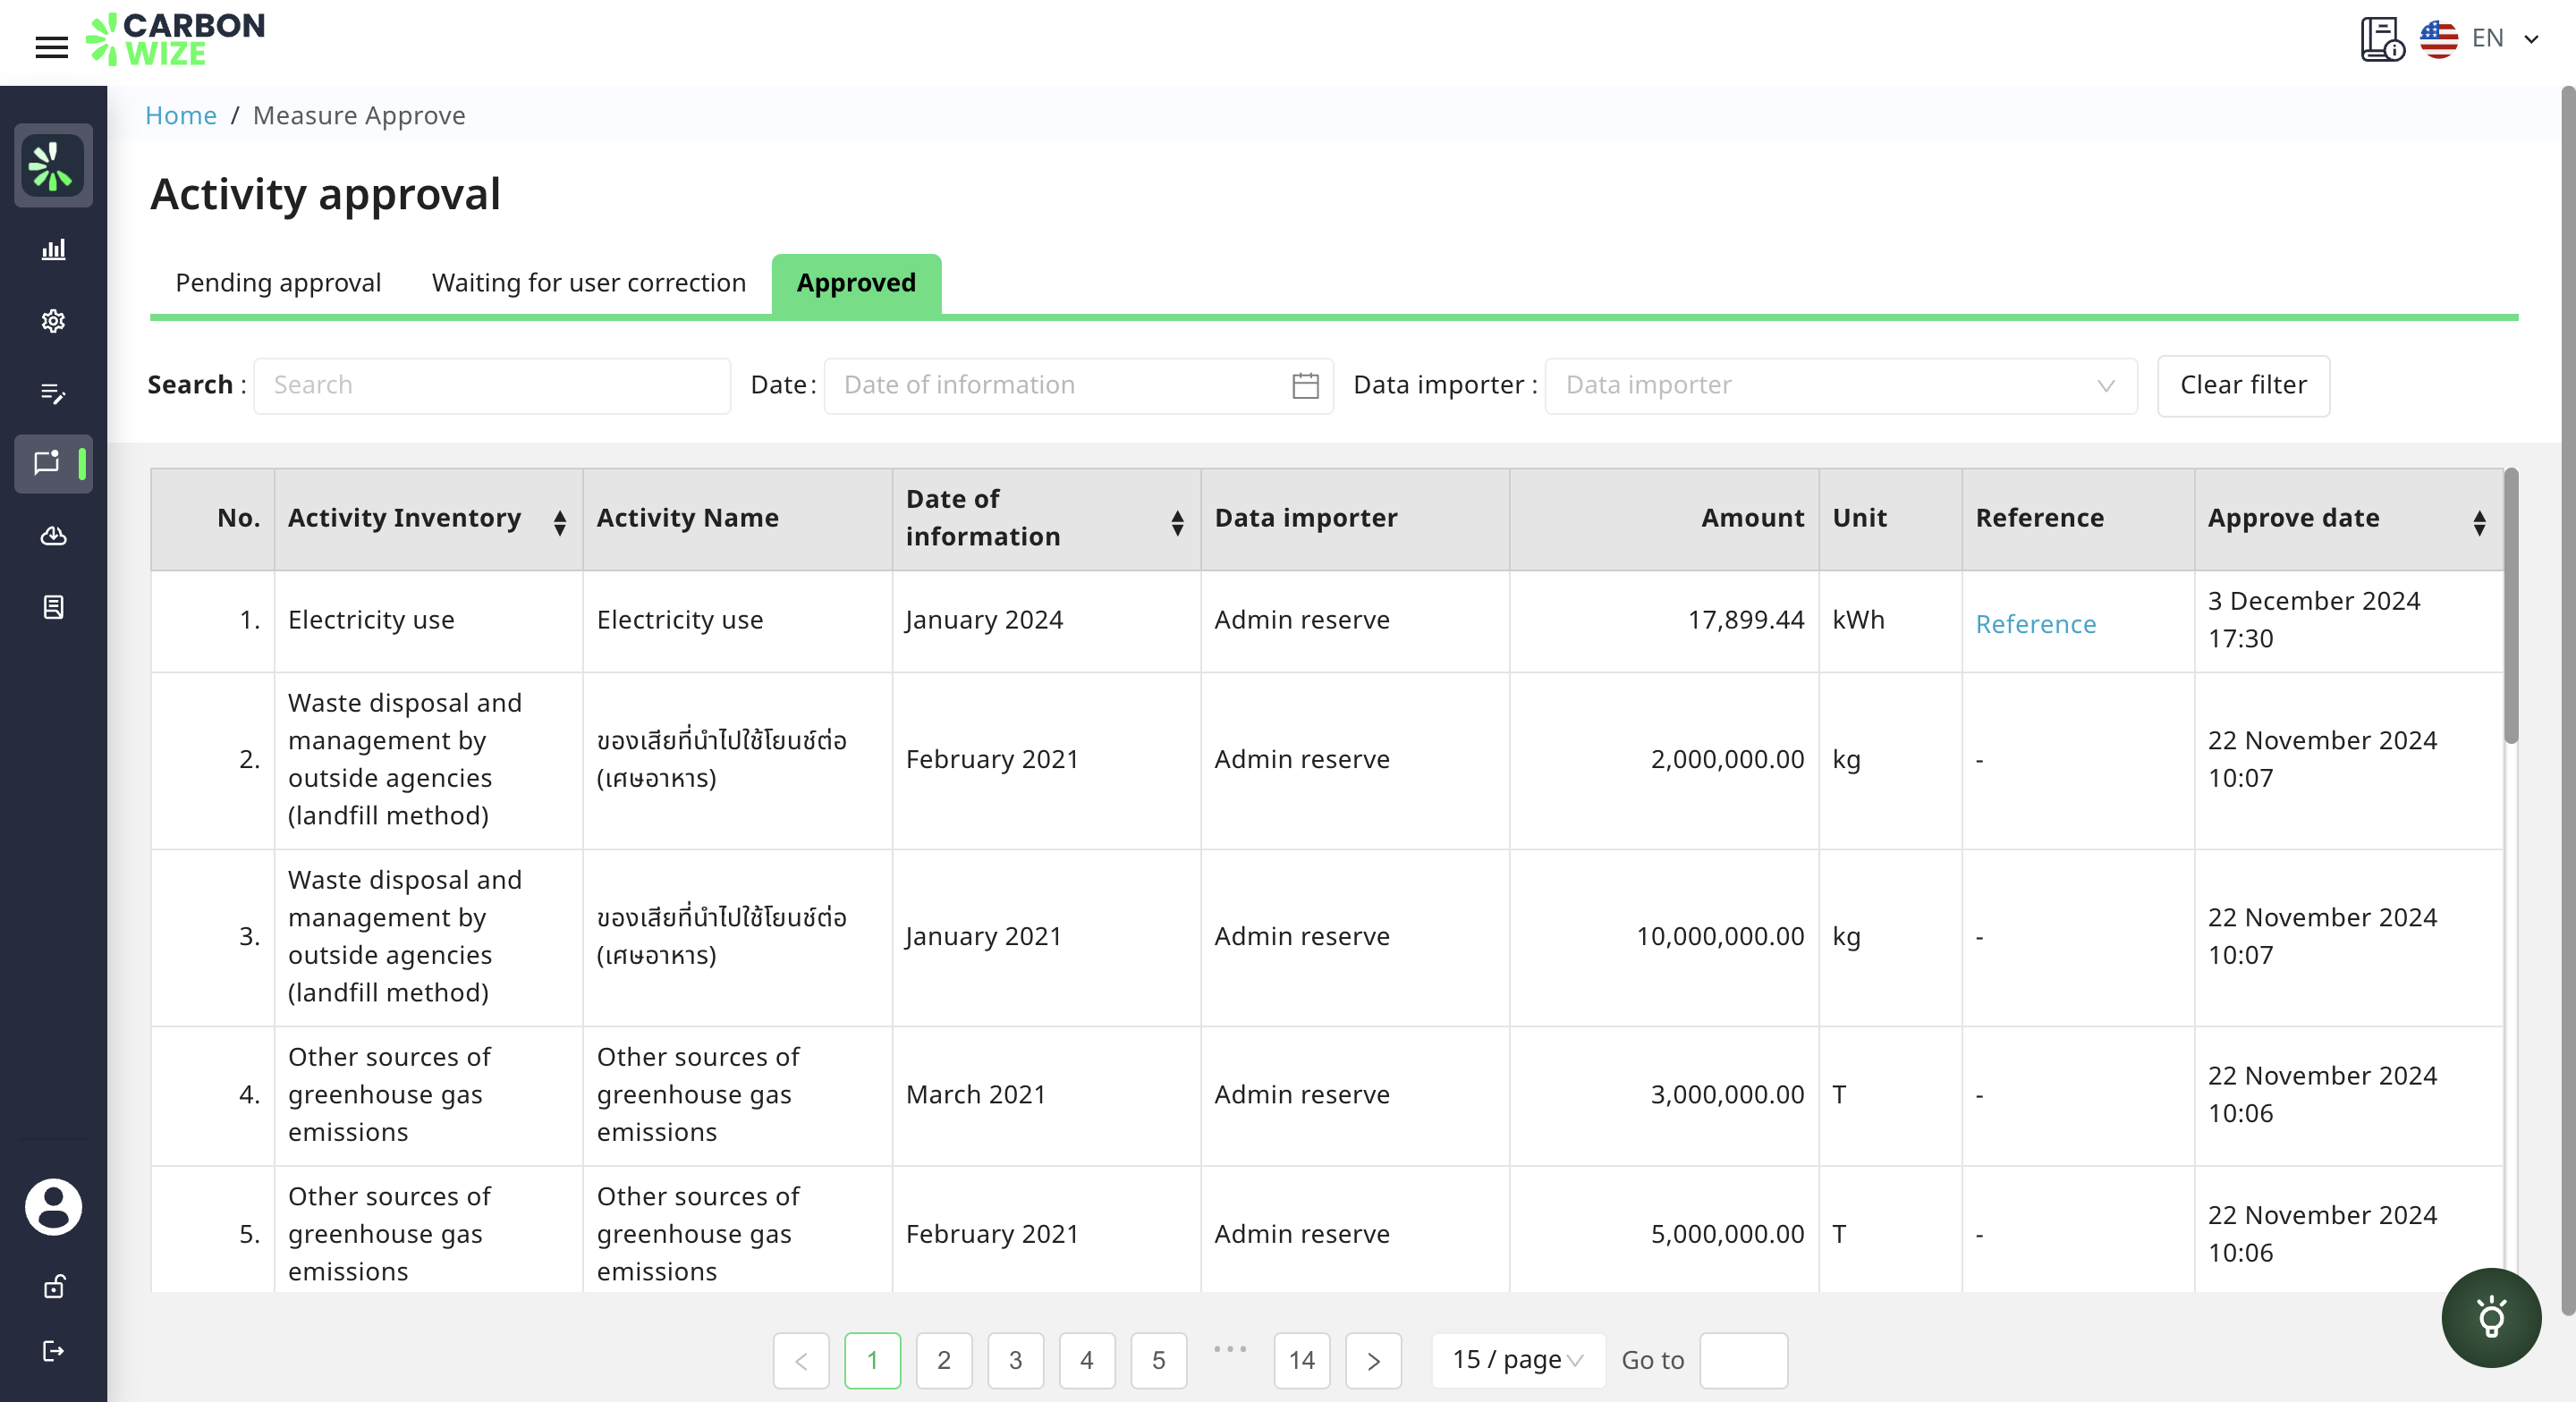 CARBON
WIZE
EN
Home / Measure Approve
Activity approval
Pending approval
Waiting for user correction
Approved
Search : Search
Date : Date of information
Data importer : Data importer
Clear filter
No. Activity Inventory Activity Name Date of information Data importer Amount Unit Reference Approve date
1. Electricity use Electricity use January 2024 Admin reserve 17,899.44 kWh Reference 3 December 2024 17:30
2. Waste disposal and management by outside agencies (landfill method) ของเสียที่นำไปใช้โยนช์ต่อ (เศษอาหาร) February 2021 Admin reserve 2,000,000.00 kg - 22 November 2024 10:07
3. Waste disposal and management by outside agencies (landfill method) ของเสียที่นำไปใช้โยนช์ต่อ (เศษอาหาร) January 2021 Admin reserve 10,000,000.00 kg - 22 November 2024 10:07
4. Other sources of greenhouse gas emissions Other sources of greenhouse gas emissions March 2021 Admin reserve 3,000,000.00 T - 22 November 2024 10:06
5. Other sources of greenhouse gas emissions Other sources of greenhouse gas emissions February 2021 Admin reserve 5,000,000.00 T - 22 November 2024 10:06
< 1 2 3 4 5 ••• 14 > 15 / page Go to